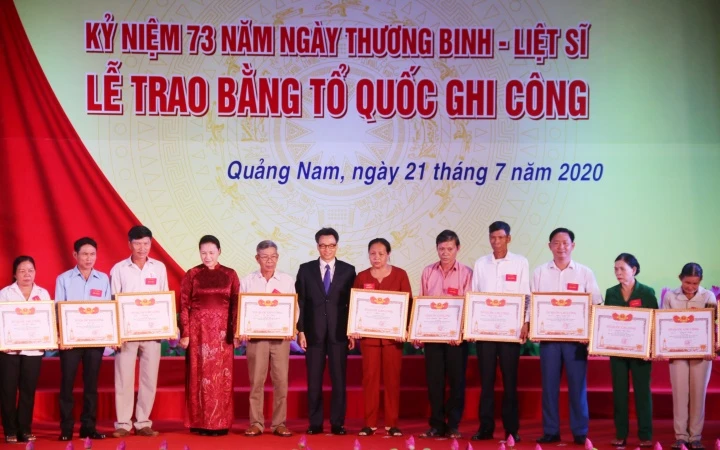 KỶ NIỆM 73 NĂM NGÀY THƯƠNG BINH - LIỆT SĨ
LỄ TRAO BẰNG TỔ QUỐC GHI CÔNG
Quảng Nam, ngày 21 tháng 7 năm 2020